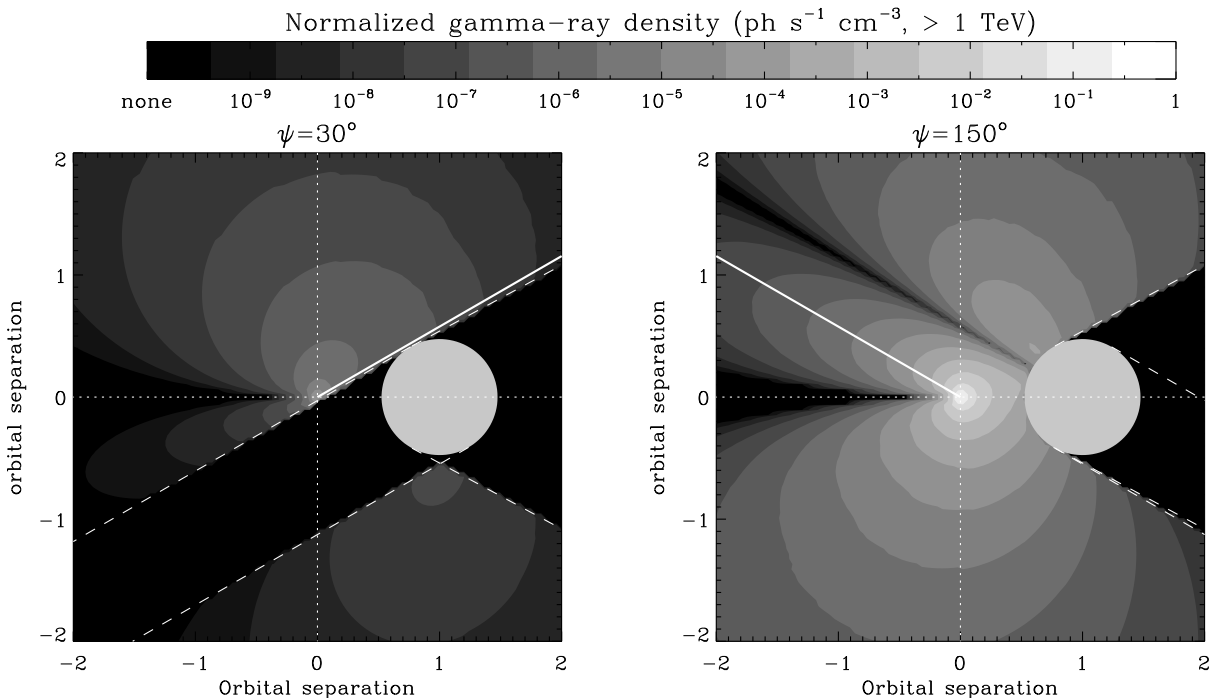 Normalized gamma−ray density (ph s⁻¹ cm⁻³, > 1 TeV)
none 10⁻⁹ 10⁻⁸ 10⁻⁷ 10⁻⁶ 10⁻⁵ 10⁻⁴ 10⁻³ 10⁻² 10⁻¹ 1
ψ=30°
2
1
0
−1
−2
orbital separation
−2 −1 0 1 2
Orbital separation
ψ=150°
2
1
0
−1
−2
orbital separation
−2 −1 0 1 2
Orbital separation